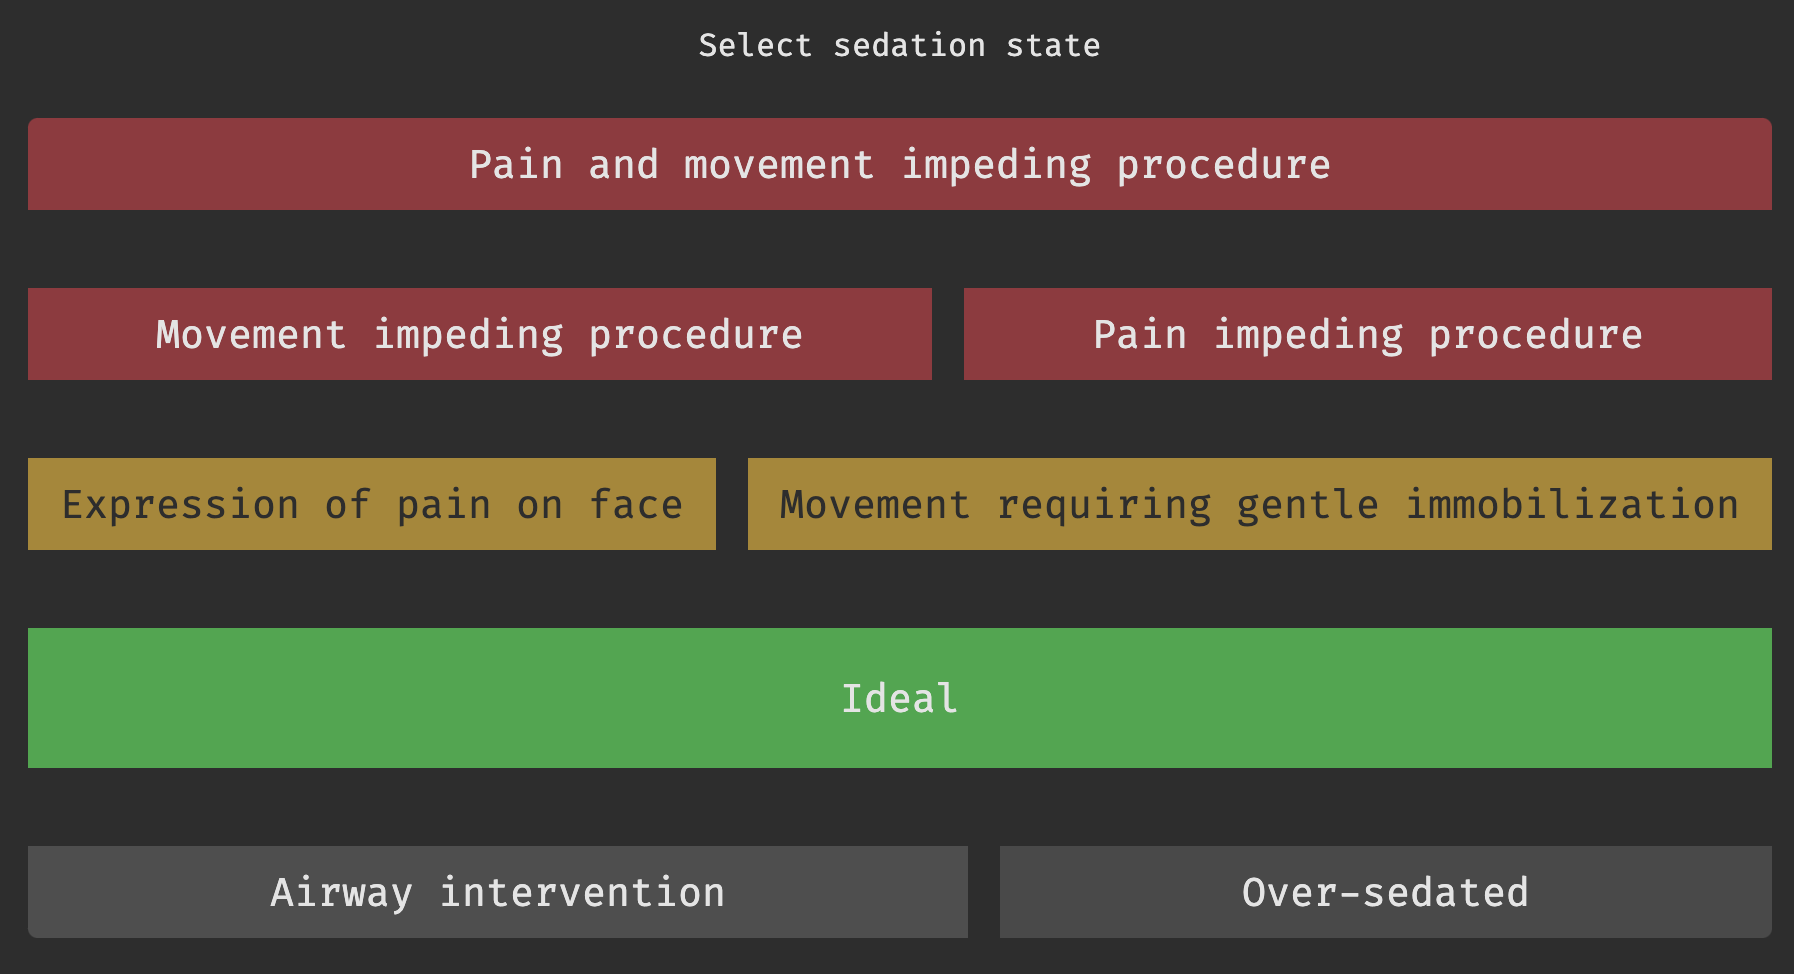 Select sedation state
Pain and movement impeding procedure
Movement impeding procedure
Pain impeding procedure
Expression of pain on face
Movement requiring gentle immobilization
Ideal
Airway intervention
Over-sedated